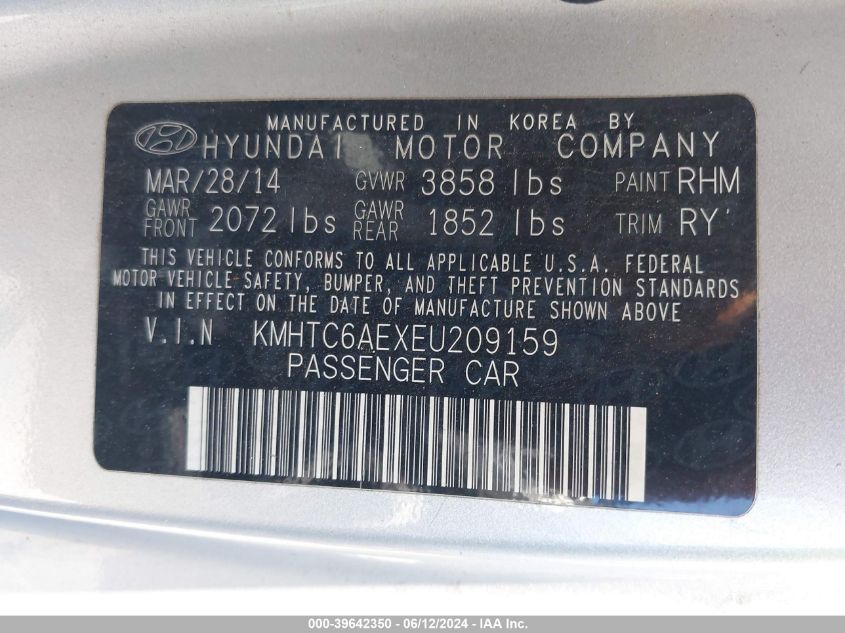 MANUFACTURED IN KOREA BY
HYUNDAI MOTOR COMPANY
MAR/28/14 GVWR 3858 lbs PAINT RHM
GAWR FRONT 2072 lbs GAWR REAR 1852 lbs TRIM RY
THIS VEHICLE CONFORMS TO ALL APPLICABLE U.S.A. FEDERAL
MOTOR VEHICLE SAFETY, BUMPER, AND THEFT PREVENTION STANDARDS
IN EFFECT ON THE DATE OF MANUFACTURE SHOWN ABOVE
V.I.N KMHTC6AEXEU209159
PASSENGER CAR
000-39642350 - 06/12/2024 - IAA Inc.